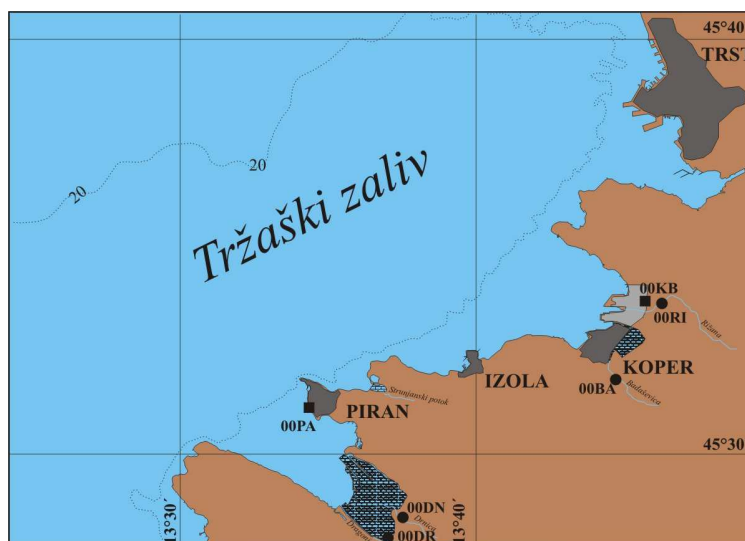 45°40
TRST
20
20
Tržaški zaliv
00KB
00RI
Rižana
KOPER
IZOLA
00BA
Badaševica
Strunjanski potok
PIRAN
00PA
45°30
13°30´
13°40´
00DN
Drnica
00DR